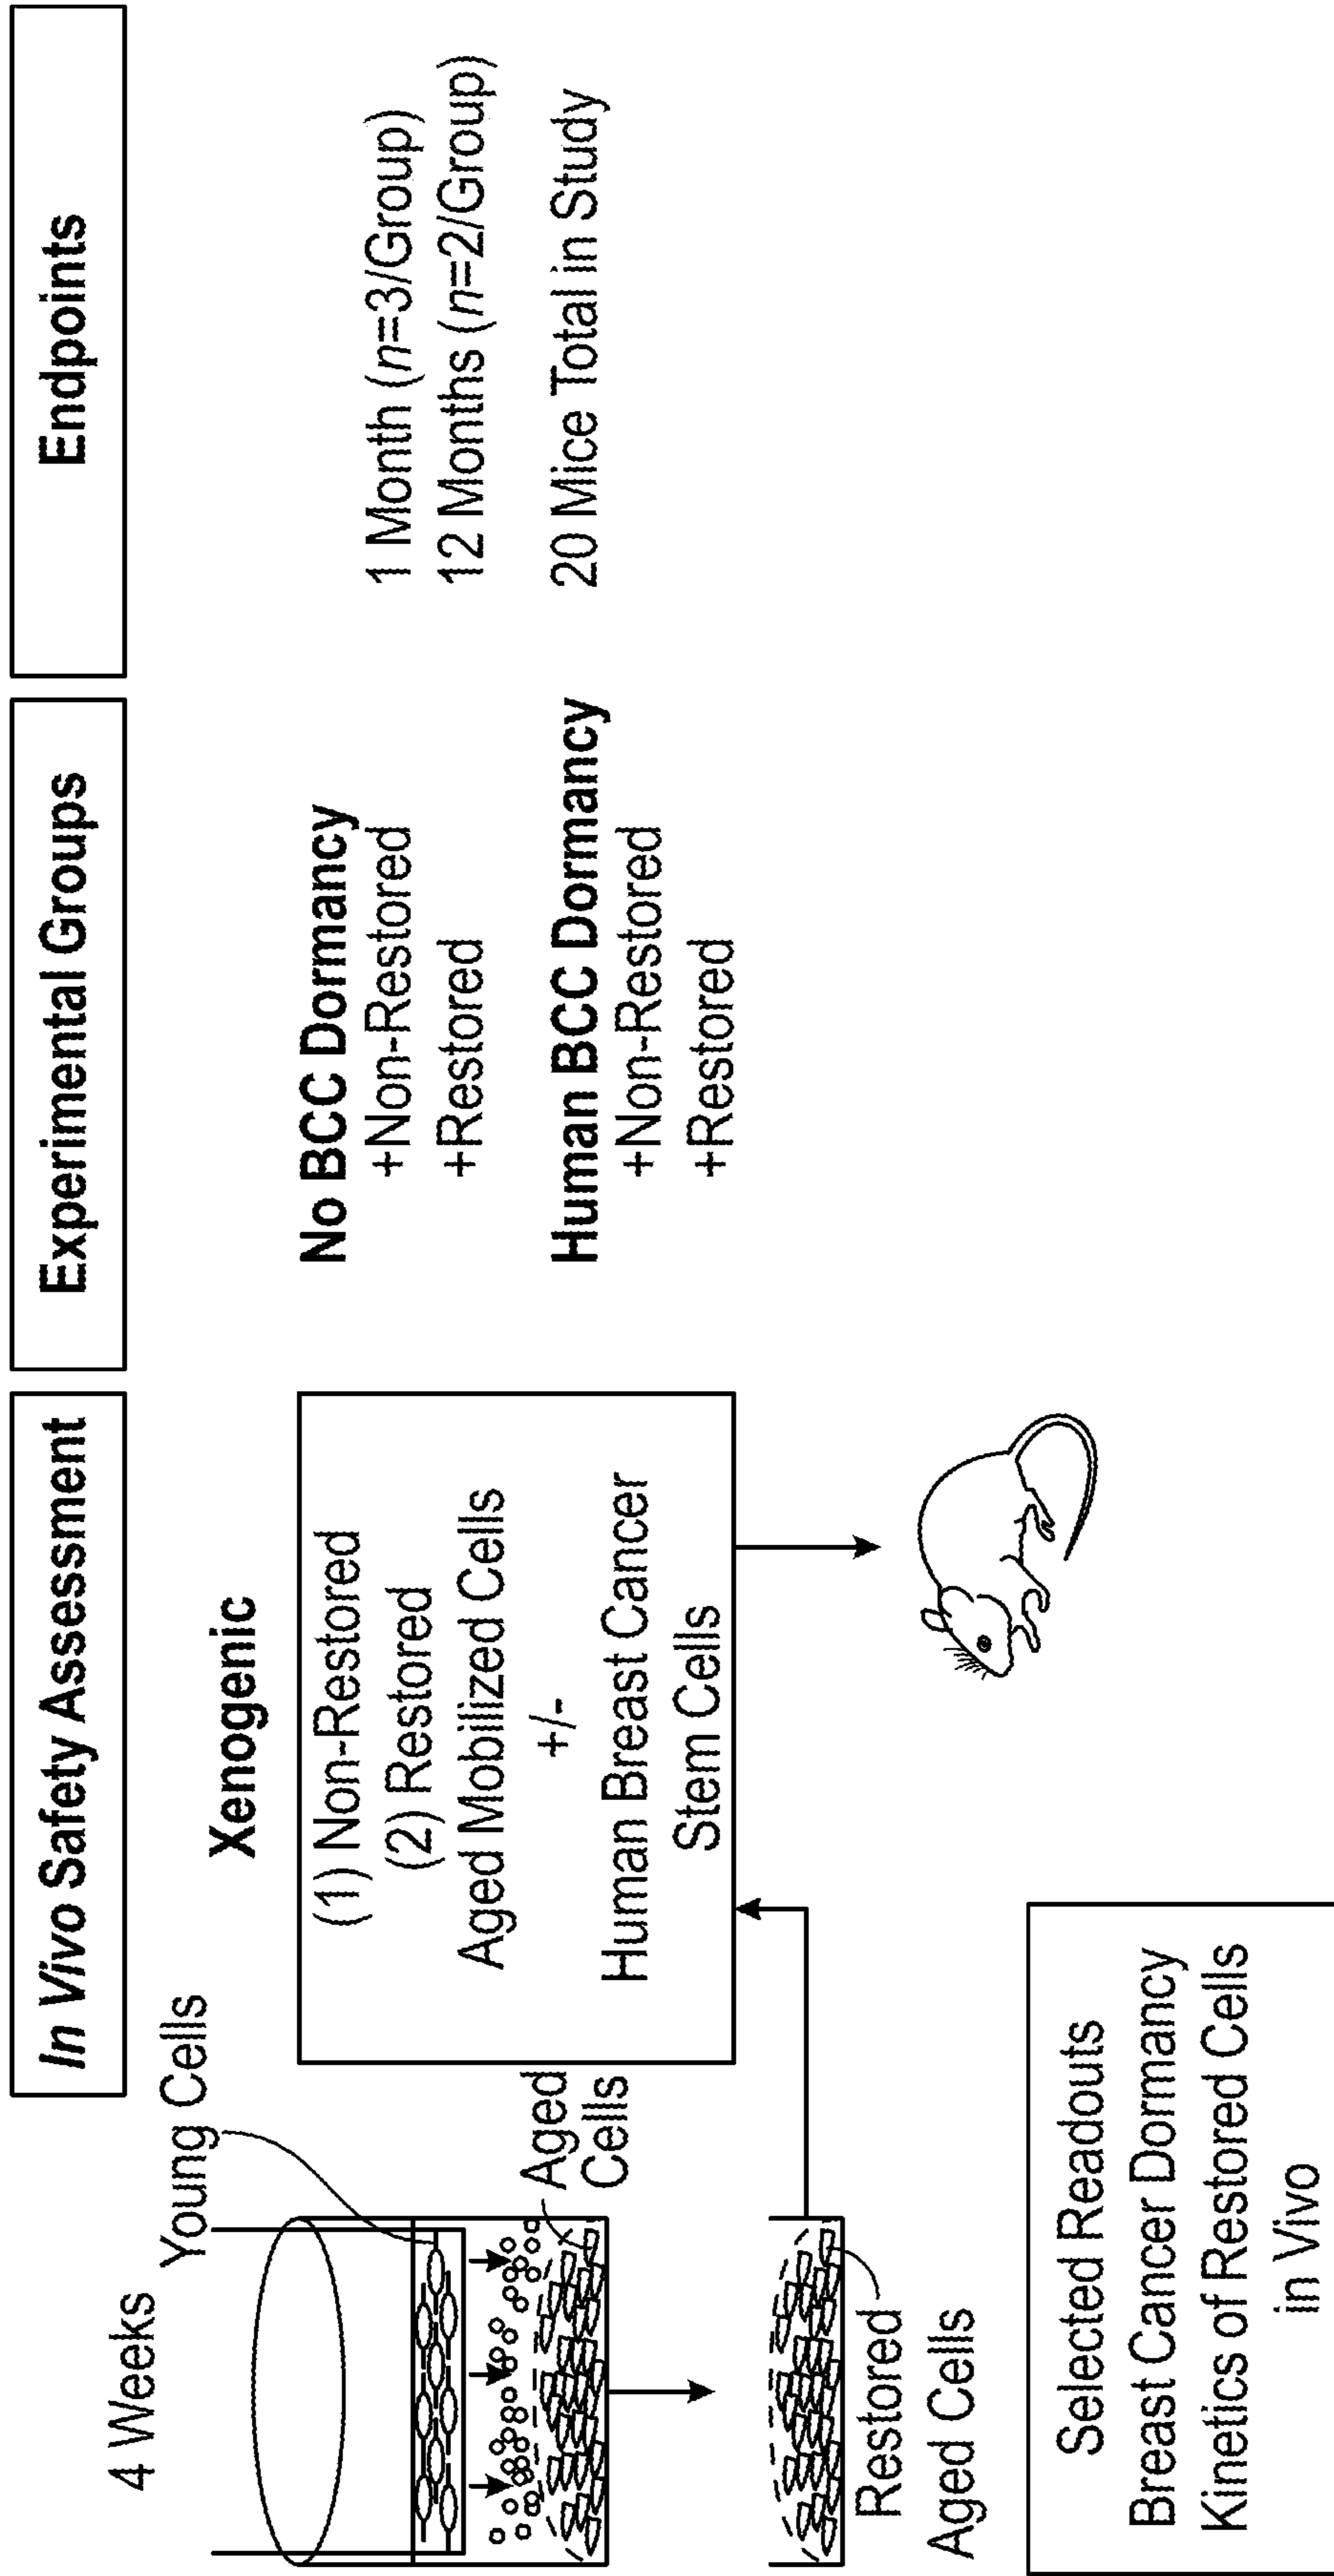 In Vivo Safety Assessment
Experimental Groups
Endpoints
4 Weeks
Young Cells
Aged
Cells
Restored
Aged Cells
Xenogenic
(1) Non-Restored
(2) Restored
Aged Mobilized Cells
+/-
Human Breast Cancer
Stem Cells
Selected Readouts
Breast Cancer Dormancy
Kinetics of Restored Cells
in Vivo
No BCC Dormancy
+Non-Restored
+Restored
Human BCC Dormancy
+Non-Restored
+Restored
1 Month (n=3/Group)
12 Months (n=2/Group)
20 Mice Total in Study